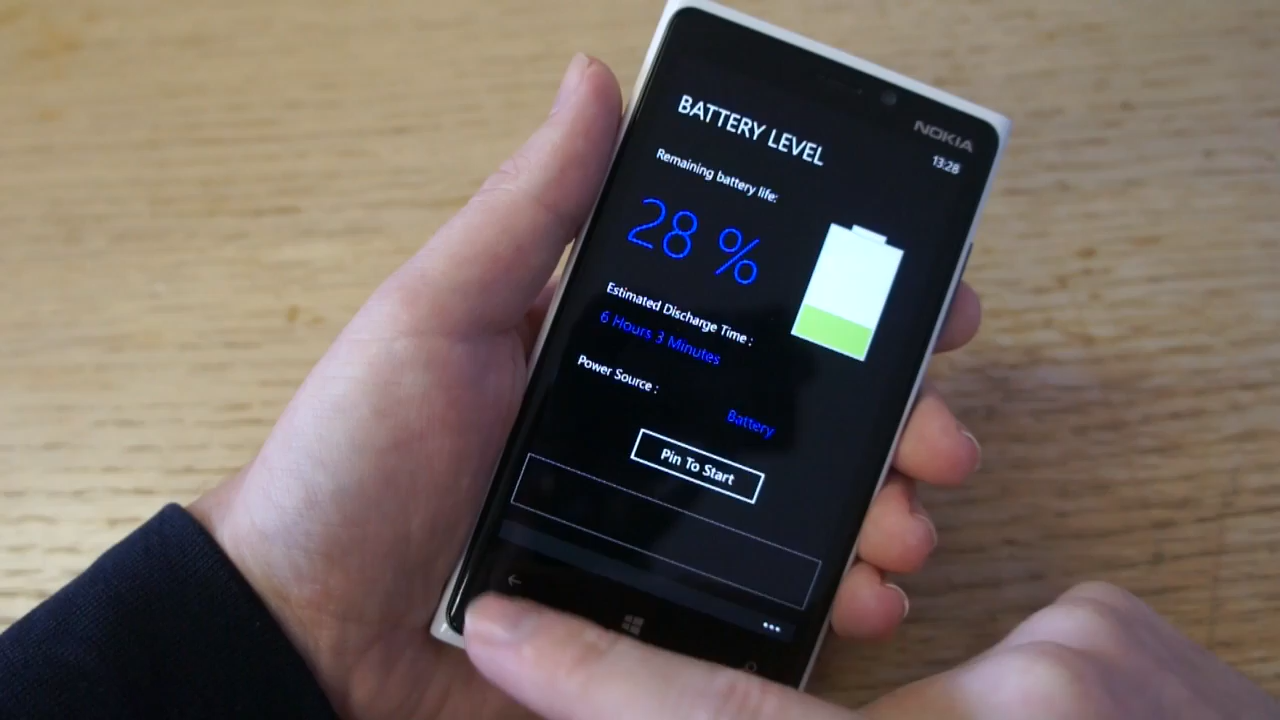 NOKIA
13:28
BATTERY LEVEL
Remaining battery life:
28 %
Estimated Discharge Time :
6 Hours 3 Minutes
Power Source :
Battery
Pin To Start